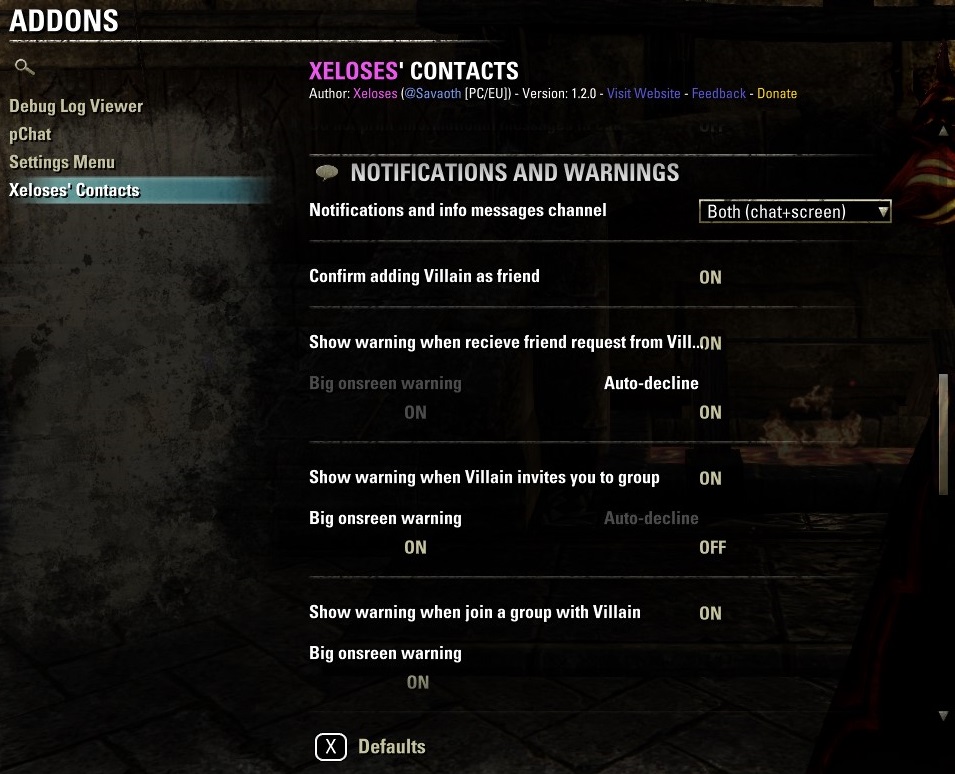 ADDONS
Debug Log Viewer
pChat
Settings Menu
Xeloses' Contacts
XELOSES' CONTACTS
Author: Xeloses (@Savaoth [PC/EU]) - Version: 1.2.0 - Visit Website - Feedback - Donate
OFF
NOTIFICATIONS AND WARNINGS
Notifications and info messages channel Both (chat+screen)
Confirm adding Villain as friend ON
Show warning when recieve friend request from Vill... ON
Big onsreen warning Auto-decline
ON ON
Show warning when Villain invites you to group ON
Big onsreen warning Auto-decline
ON OFF
Show warning when join a group with Villain ON
Big onsreen warning
ON
X Defaults